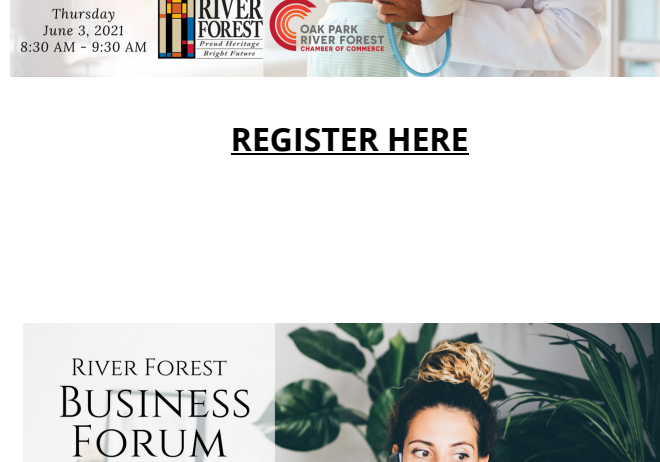 Thursday
June 3, 2021
8:30 AM - 9:30 AM
RIVER
FOREST
Proud Heritage
Bright Future
OAK PARK
RIVER FOREST
CHAMBER OF COMMERCE
REGISTER HERE
RIVER FOREST
BUSINESS
FORUM